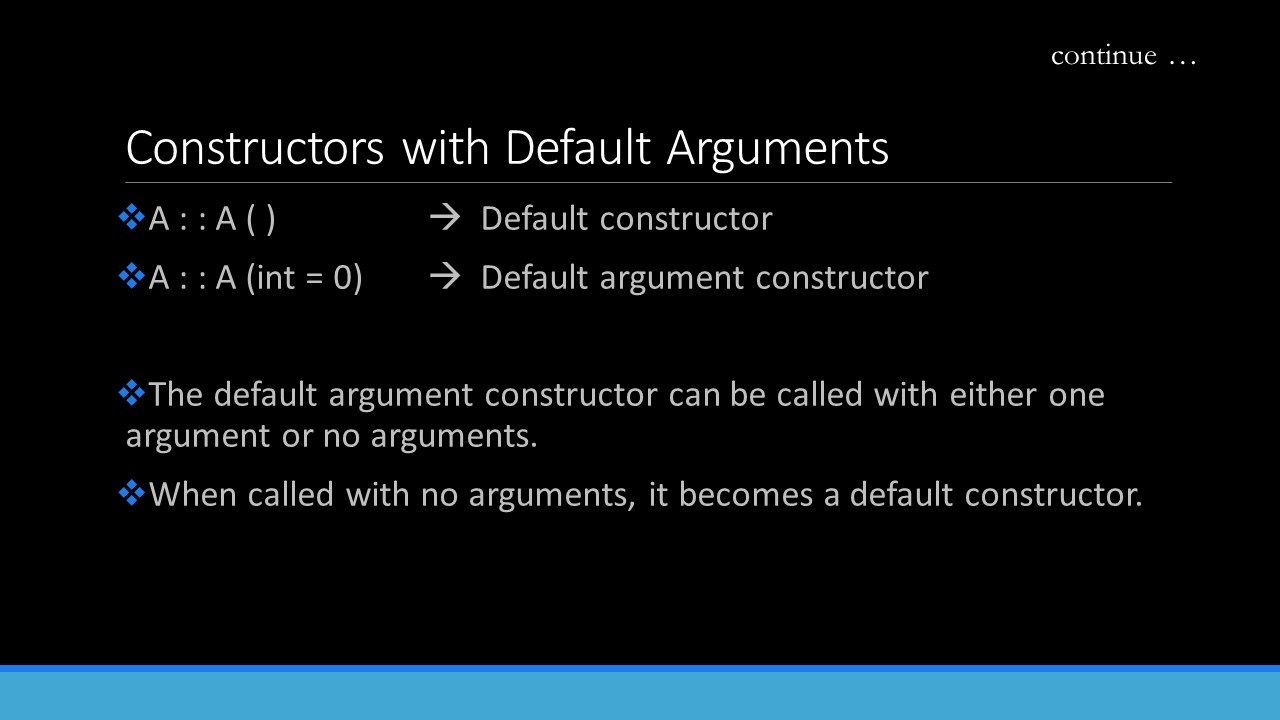 continue …
Constructors with Default Arguments
❖A : : A ( ) → Default constructor
❖A : : A (int = 0) → Default argument constructor
❖The default argument constructor can be called with either one
argument or no arguments.
❖When called with no arguments, it becomes a default constructor.